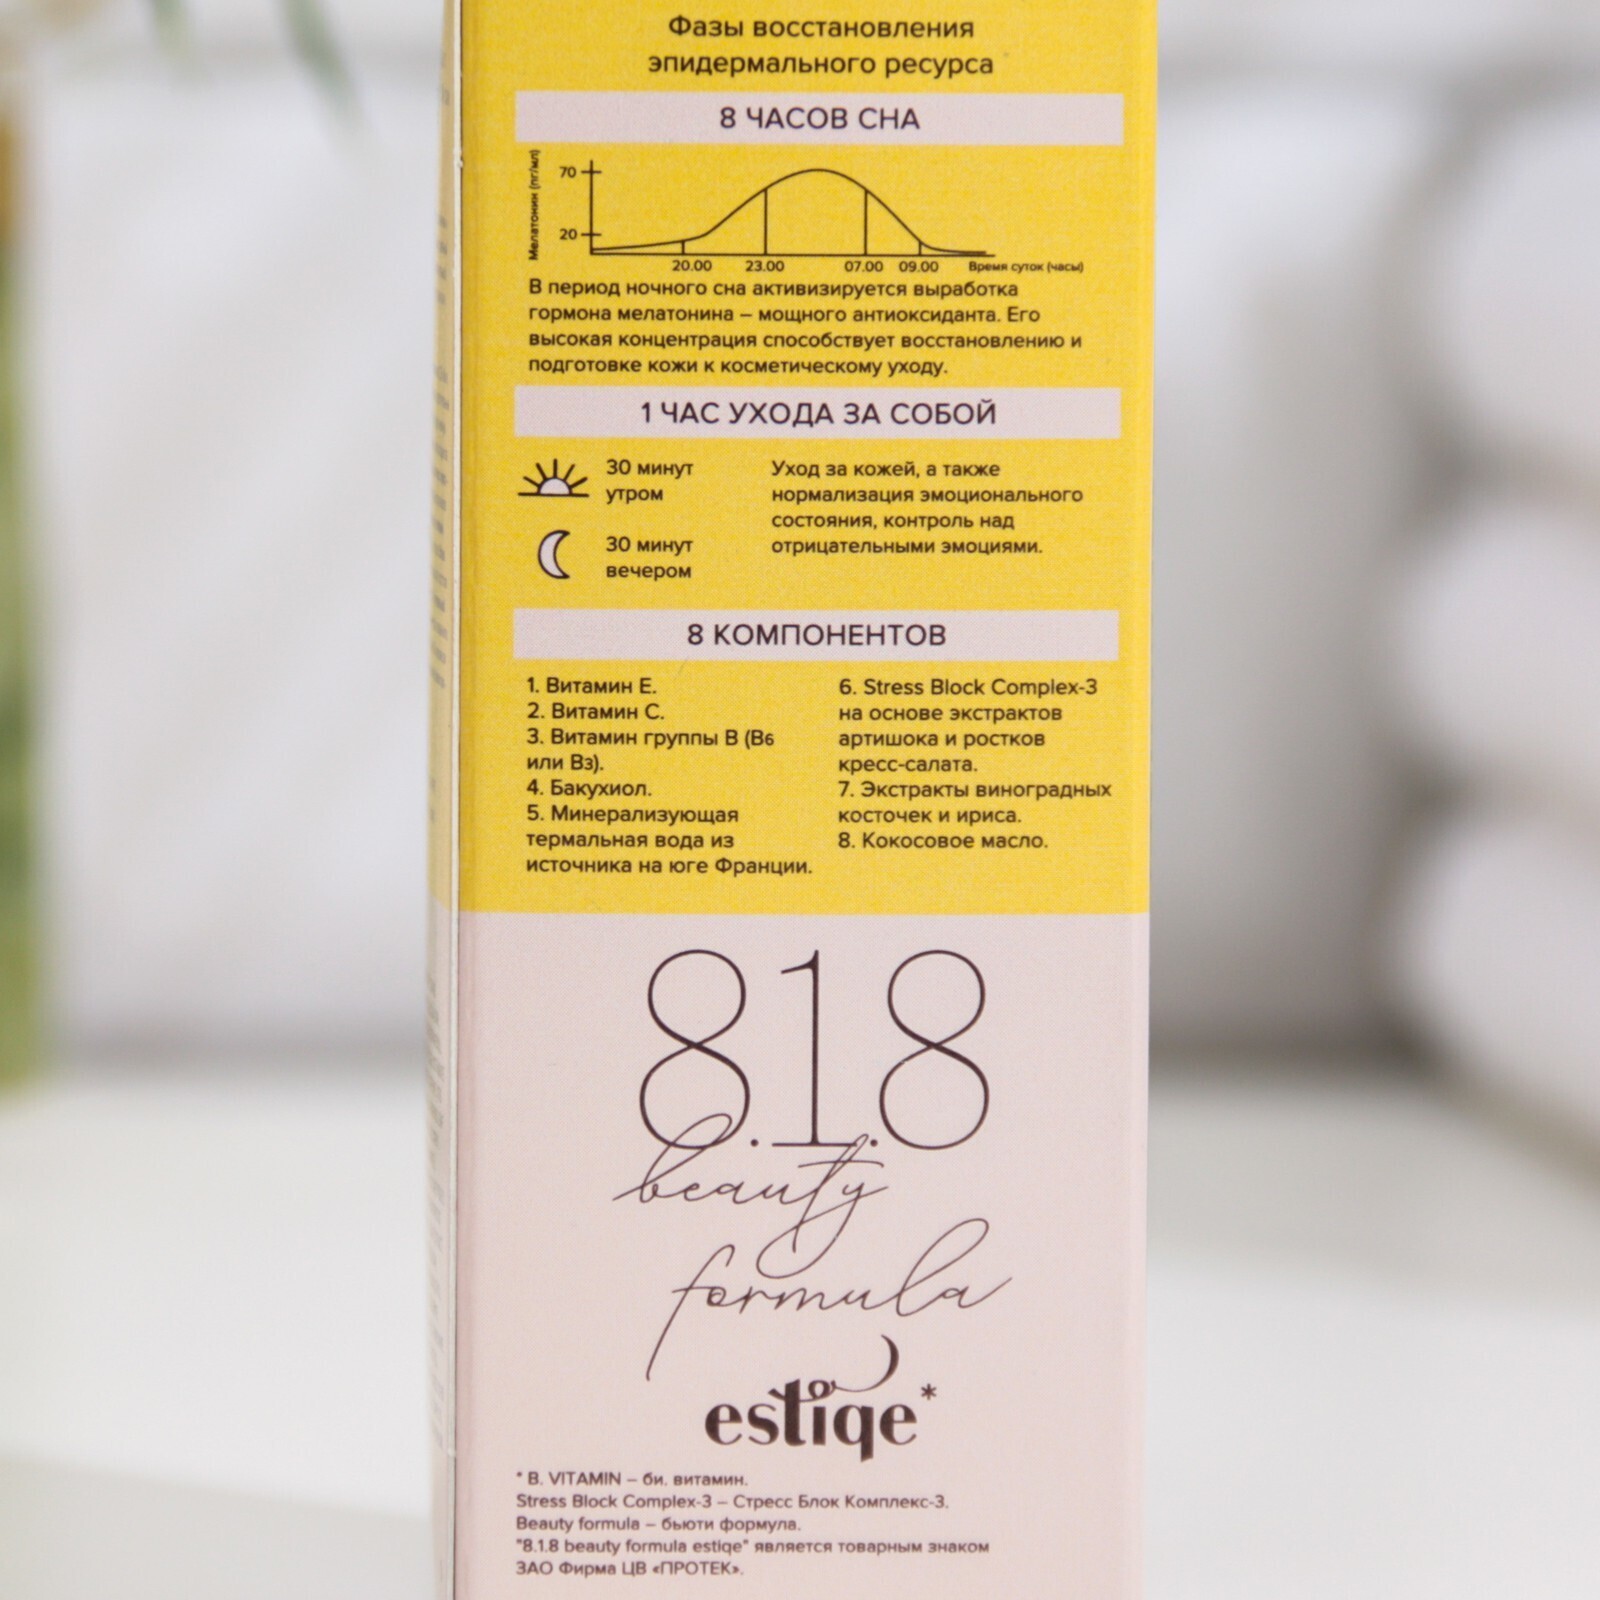 Фазы восстановления
эпидермального ресурса
8 ЧАСОВ СНА
Мелатонин (пг/мл)
70
20
20.00 23.00 07.00 09.00 Время суток (часы)
В период ночного сна активизируется выработка
гормона мелатонина – мощного антиоксиданта. Его
высокая концентрация способствует восстановлению и
подготовке кожи к косметическому уходу.
1 ЧАС УХОДА ЗА СОБОЙ
30 минут
утром
30 минут
вечером
Уход за кожей, а также
нормализация эмоционального
состояния, контроль над
отрицательными эмоциями.
8 КОМПОНЕНТОВ
1. Витамин Е.
2. Витамин С.
3. Витамин группы В (В6
или В3).
4. Бакухиол.
5. Минерализующая
термальная вода из
источника на юге Франции.
6. Stress Block Complex-3
на основе экстрактов
артишока и ростков
кресс-салата.
7. Экстракты виноградных
косточек и ириса.
8. Кокосовое масло.
8.1.8
beauty
formula
estiqe*
* B. VITAMIN – би. витамин.
Stress Block Complex-3 – Стресс Блок Комплекс-3.
Beauty formula – бьюти формула.
"8.1.8 beauty formula estiqe" является товарным знаком
ЗАО Фирма ЦВ «ПРОТЕК».